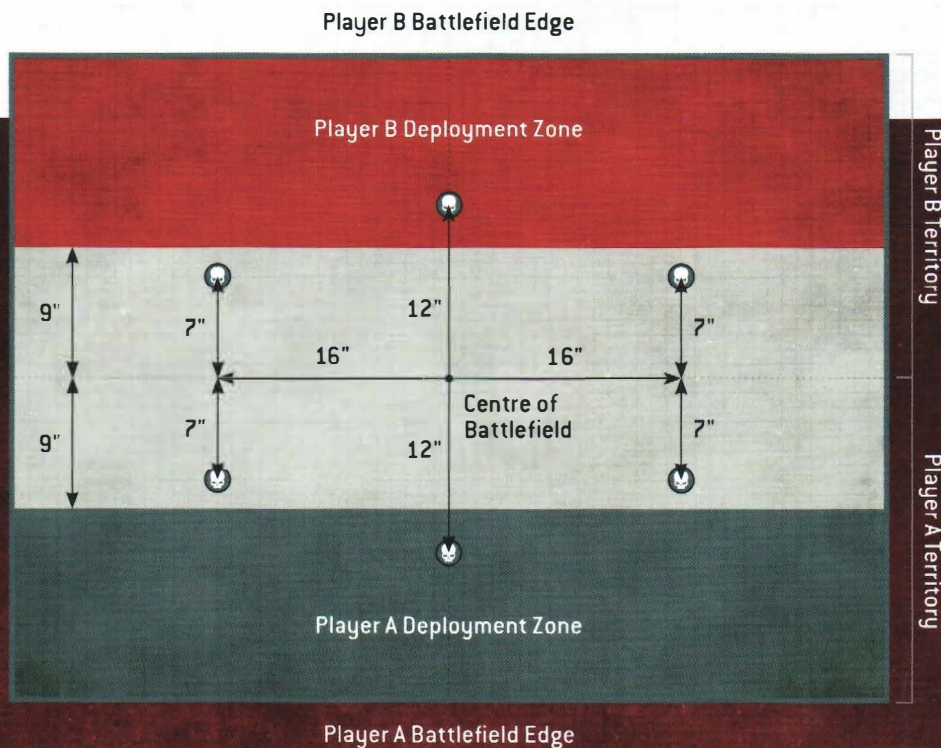 Player B Battlefield Edge
Player B Deployment Zone
Player B Territory
9"
7"
12"
7"
16"
16"
Centre of
Battlefield
9"
7"
12"
7"
Player A Territory
Player A Deployment Zone
Player A Battlefield Edge